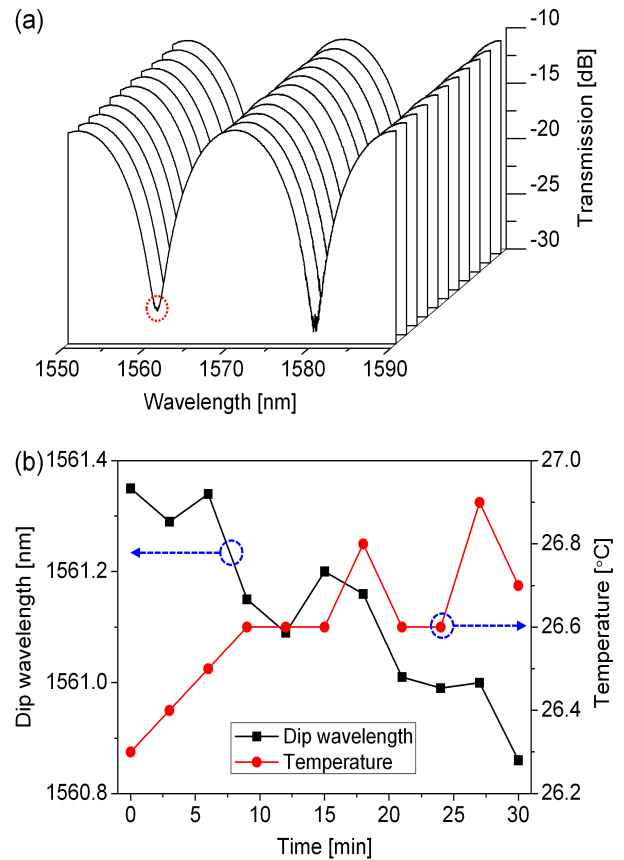 (a)
-10
-15
-20
-25
-30
Transmission [dB]
1550
1560
1570
1580
1590
Wavelength [nm]
(b)
1561.4
1561.2
1561.0
1560.8
Dip wavelength [nm]
27.0
26.8
26.6
26.4
26.2
Temperature [°C]
Dip wavelength
Temperature
0
5
10
15
20
25
30
Time [min]